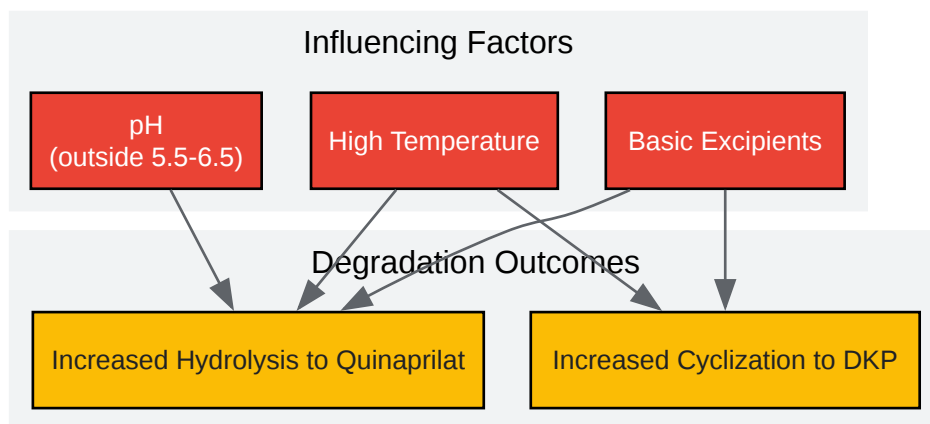 Influencing Factors
pH
(outside 5.5-6.5)
High Temperature
Basic Excipients
Degradation Outcomes
Increased Hydrolysis to Quinaprilat
Increased Cyclization to DKP